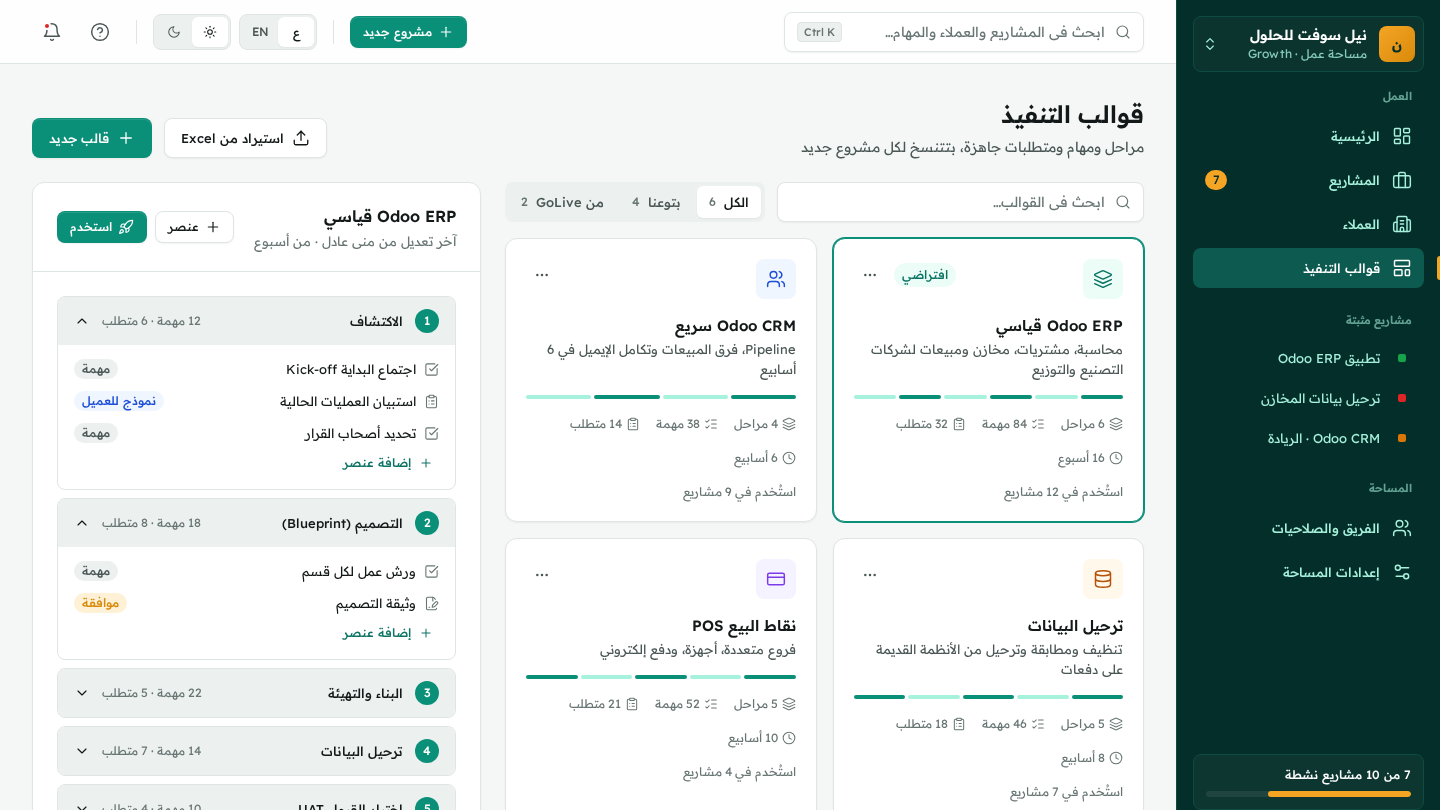 ن
نيل سوفت للحلول
مساحة عمل · Growth
العمل
الرئيسية
المشاريع
7
العملاء
قوالب التنفيذ
مشاريع مثبتة
تطبيق Odoo ERP
ترحيل بيانات المخازن
Odoo CRM · الريادة
المساحة
الفريق والصلاحيات
إعدادات المساحة
7 من 10 مشاريع نشطة
ابحث في المشاريع والعملاء والمهام...
Ctrl K
مشروع جديد
ع
EN
قوالب التنفيذ
مراحل ومهام ومتطلبات جاهزة، بتتنسخ لكل مشروع جديد
استيراد من Excel
قالب جديد
ابحث في القوالب...
الكل 6
بتوعنا 4
من GoLive 2
افتراضي
Odoo ERP قياسي
محاسبة، مشتريات، مخازن ومبيعات لشركات
التصنيع والتوزيع
6 مراحل
84 مهمة
32 متطلب
16 أسبوع
استُخدم في 12 مشاريع
Odoo CRM سريع
Pipeline، فرق المبيعات وتكامل الإيميل في 6
أسابيع
4 مراحل
38 مهمة
14 متطلب
6 أسابيع
استُخدم في 9 مشاريع
ترحيل البيانات
تنظيف ومطابقة وترحيل من الأنظمة القديمة
على دفعات
5 مراحل
46 مهمة
18 متطلب
8 أسابيع
استُخدم في 7 مشاريع
نقاط البيع POS
فروع متعددة، أجهزة، ودفع إلكتروني
5 مراحل
52 مهمة
21 متطلب
10 أسابيع
استُخدم في 4 مشاريع
Odoo ERP قياسي
آخر تعديل من منى عادل · من أسبوع
عنصر
استخدم
1 الاكتشاف
12 مهمة · 6 متطلب
اجتماع البداية Kick-off
مهمة
استبيان العمليات الحالية
نموذج للعميل
تحديد أصحاب القرار
مهمة
إضافة عنصر
2 التصميم (Blueprint)
18 مهمة · 8 متطلب
ورش عمل لكل قسم
مهمة
وثيقة التصميم
موافقة
إضافة عنصر
3 البناء والتهيئة
22 مهمة · 5 متطلب
4 ترحيل البيانات
14 مهمة · 7 متطلب
5 اختبار القبول UAT
10 مهمة · 4 متطلب